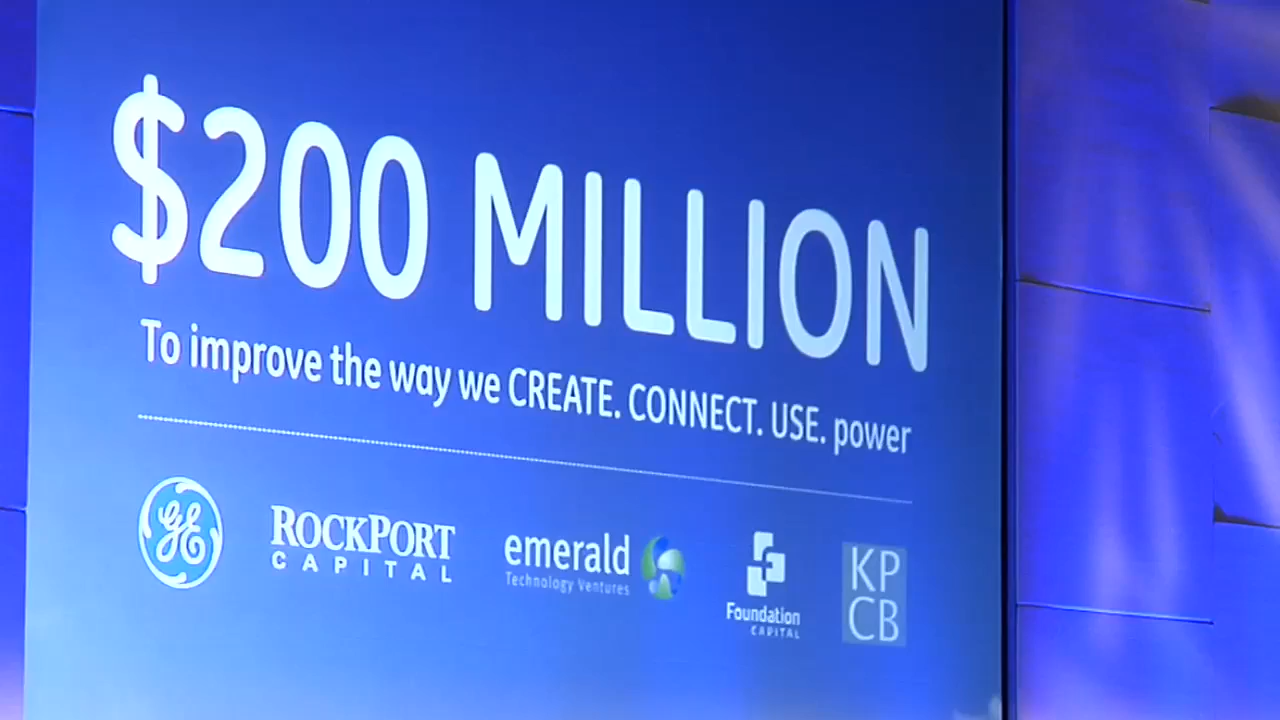 $200 MILLION
To improve the way we CREATE. CONNECT. USE. power
GE
ROCKPORT
CAPITAL
emerald
Technology Ventures
Foundation
CAPITAL
KP
CB